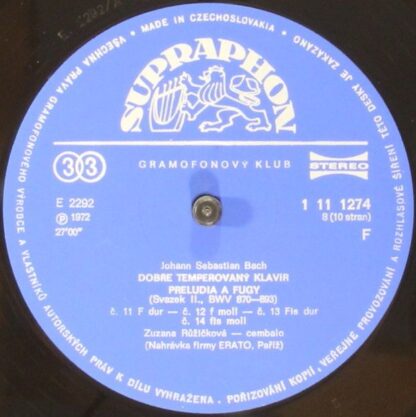 VŠECHNA PRÁVA GRAMOFONOVÉHO VÝROBCE A VLASTNÍKŮ AUTORSKÝCH PRÁV K DÍLU VYHRAŽENA. POŘIZOVÁNÍ KOPIÍ, VEŘEJNÉ PROVOZOVÁNÍ A ROZHLASOVÉ ŠÍŘENÍ TÉTO DESKY JE ZAKÁZÁNO • MADE IN CZECHOSLOVAKIA •
SUPRAPHON
33 GRAMOFONOVÝ KLUB STEREO
E 2292 1 11 1274
Ⓟ 1972 S (10 stran)
27'00" F
Johann Sebastian Bach
DOBŘE TEMPEROVANÝ KLAVÍR
PRELUDIA A FUGY
(Svazek II., BWV 870—893)
č. 11 F dur — č. 12 f moll — č. 13 Fis dur
č. 14 fis moll
Zuzana Růžičková — cembalo
(Nahrávka firmy ERATO, Paříž)